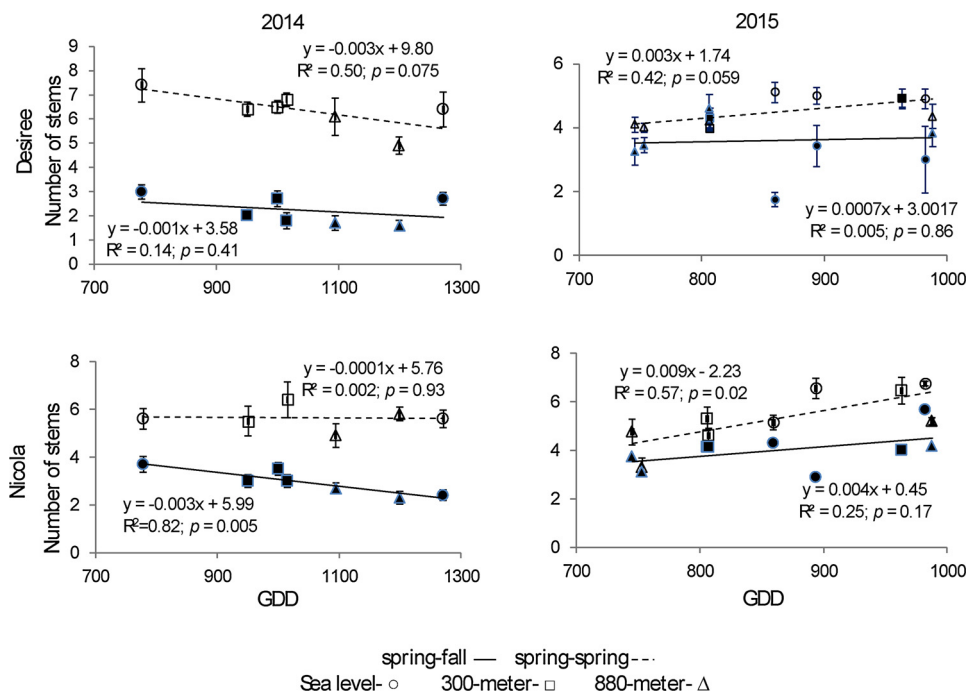 2014
2015
Desiree
Number of stems
9
8
7
6
5
4
3
2
1
0
y = -0.003x + 9.80
R² = 0.50; p = 0.075
y = -0.001x + 3.58
R² = 0.14; p = 0.41
700
900
1100
1300
6
4
2
0
y = 0.003x + 1.74
R² = 0.42; p = 0.059
y = 0.0007x + 3.0017
R² = 0.005; p = 0.86
700
800
900
1000
Nicola
Number of stems
8
6
4
2
0
y = -0.0001x + 5.76
R² = 0.002; p = 0.93
y = -0.003x + 5.99
R²=0.82; p = 0.005
700
900
1100
1300
GDD
8
6
4
2
0
y = 0.009x - 2.23
R² = 0.57; p = 0.02
y = 0.004x + 0.45
R² = 0.25; p = 0.17
700
800
900
1000
GDD
spring-fall — spring-spring---
Sea level- ○ 300-meter- □ 880-meter- △